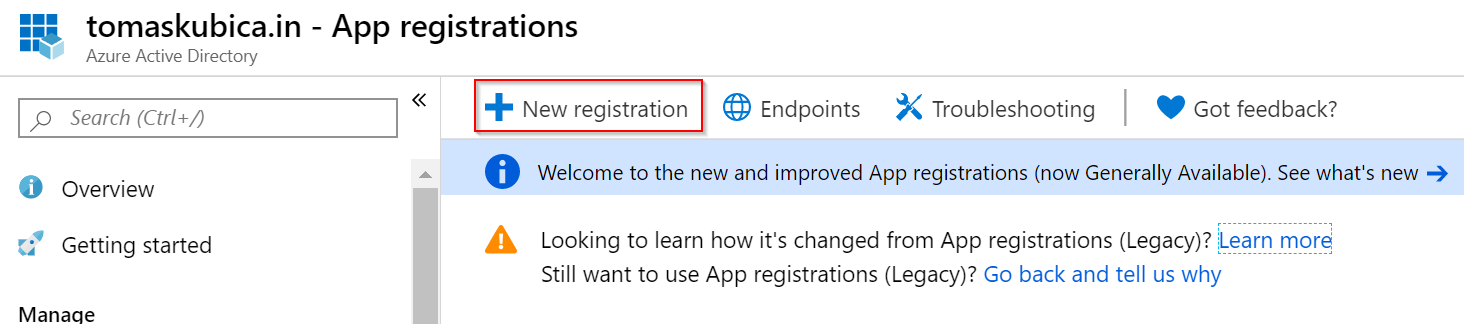 tomaskubica.in - App registrations
Azure Active Directory
Search (Ctrl+/)
Overview
Getting started
Manage
New registration
Endpoints
Troubleshooting
Got feedback?
Welcome to the new and improved App registrations (now Generally Available). See what's new
Looking to learn how it's changed from App registrations (Legacy)? Learn more
Still want to use App registrations (Legacy)? Go back and tell us why